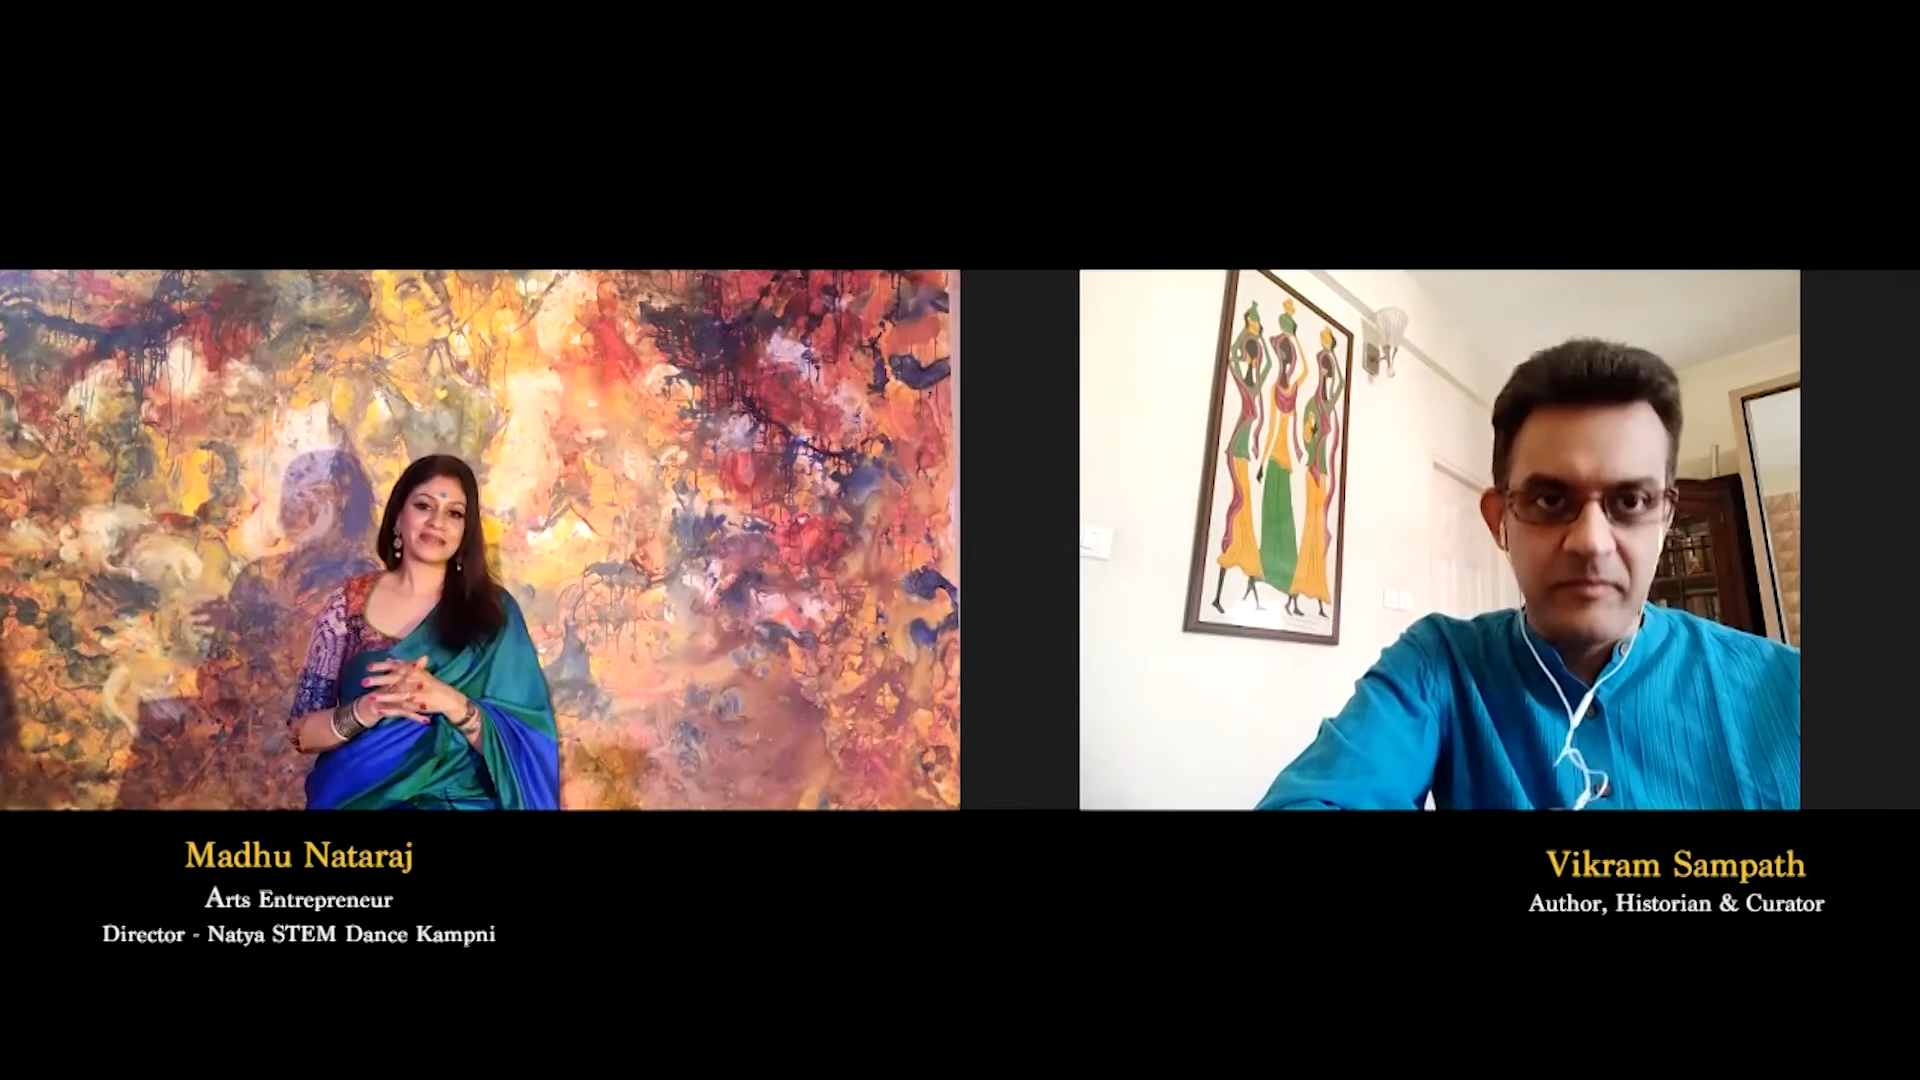 Madhu Nataraj
Arts Entrepreneur
Director - Natya STEM Dance Kampni
Vikram Sampath
Author, Historian & Curator